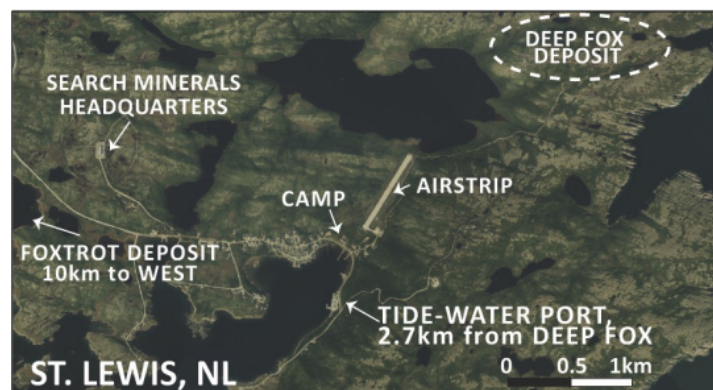 DEEP FOX
DEPOSIT
SEARCH MINERALS
HEADQUARTERS
AIRSTRIP
CAMP
FOXTROT DEPOSIT
10km to WEST
TIDE-WATER PORT,
2.7km from DEEP FOX
ST. LEWIS, NL
0 0.5 1km